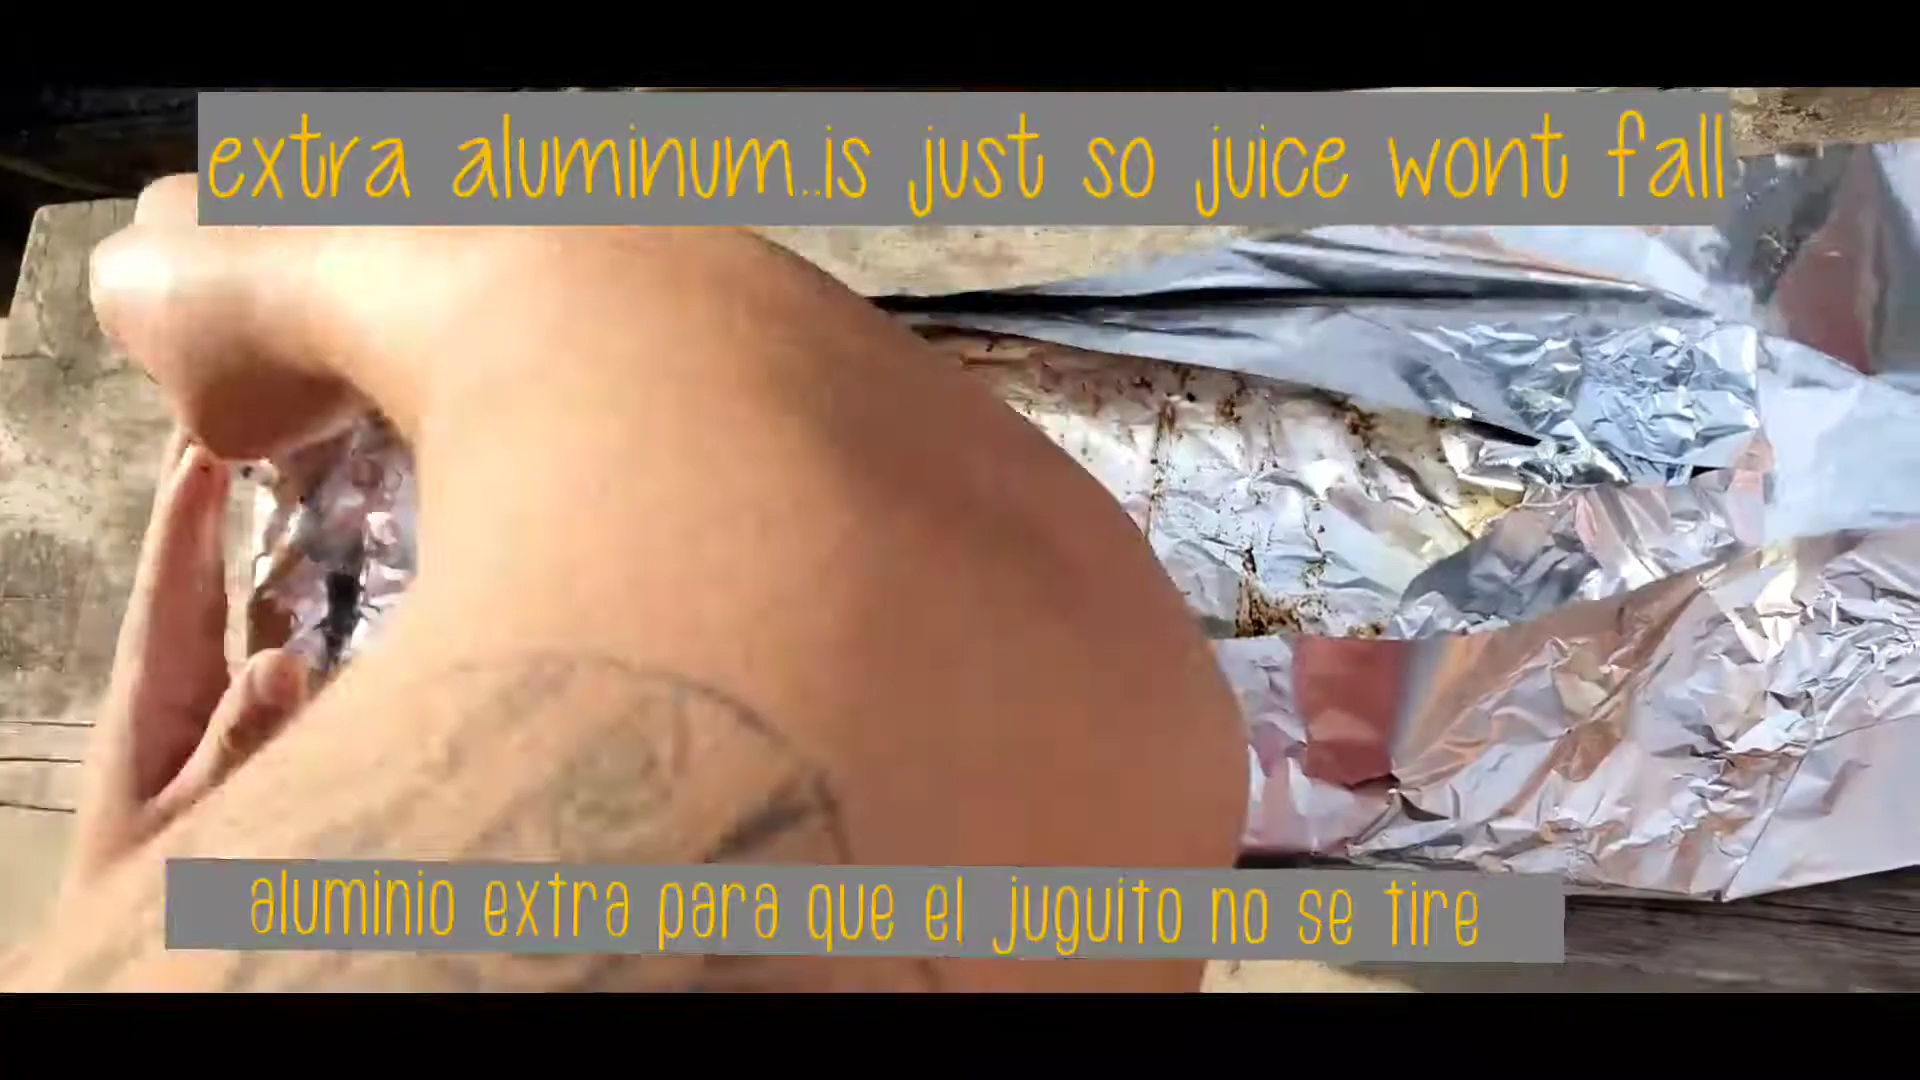 extra aluminum..is just so juice wont fall
aluminio extra para que el juguito no se tire